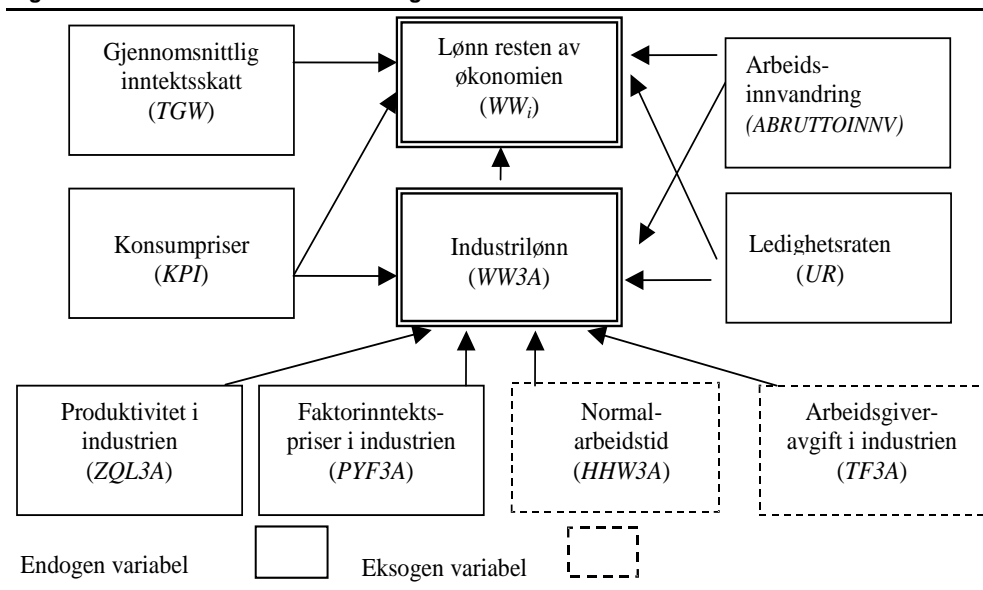 Gjennomsnittlig
inntektsskatt
(TGW)
Lønn resten av
økonomien
(WWi)
Arbeids-
innvandring
(ABRUTTOINNV)
Konsumpriser
(KPI)
Industrilønn
(WW3A)
Ledighetsraten
(UR)
Produktivitet i
industrien
(ZQL3A)
Faktorinntekts-
priser i industrien
(PYF3A)
Normal-
arbeidstid
(HHW3A)
Arbeidsgiver-
avgift i industrien
(TF3A)
Endogen variabel
Eksogen variabel